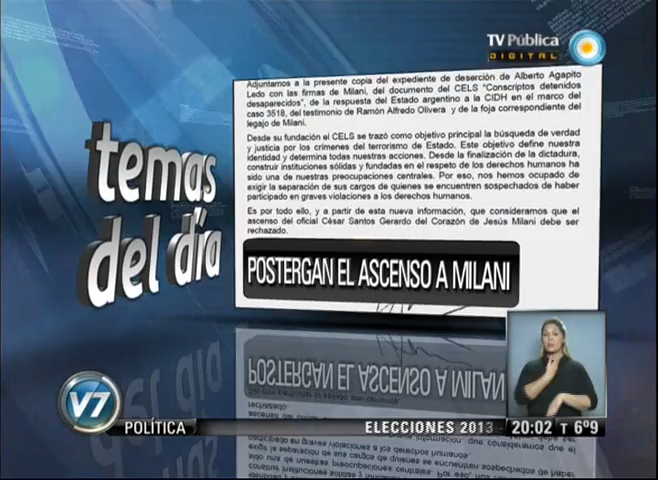 TV Pública
DIGITAL
Adjuntamos a la presente copia del expediente de deserción de Alberto Agapito
Ledo con las firmas de Milani, del documento del CELS "Conscriptos detenidos
desaparecidos", de la respuesta del Estado argentino a la CIDH en el marco del
caso 3518, del testimonio de Ramón Alfredo Olivera y de la foja correspondiente del
legajo de Milani.
Desde su fundación el CELS se trazó como objetivo principal la búsqueda de verdad
y justicia por los crímenes del terrorismo de Estado. Este objetivo define nuestra
identidad y determina todas nuestras acciones. Desde la finalización de la dictadura,
construir instituciones sólidas y fundadas en el respeto de los derechos humanos ha
sido una de nuestras preocupaciones centrales. Por eso, nos hemos ocupado de
exigir la separación de sus cargos de quienes se encuentren sospechados de haber
participado en graves violaciones a los derechos humanos.
Es por todo ello, y a partir de esta nueva información, que consideramos que el
ascenso del oficial César Santos Gerardo del Corazón de Jesús Milani debe ser
rechazado.
temas
del día
POSTERGAN EL ASCENSO A MILANI
V7
POLÍTICA
ELECCIONES 2013
20:02 T 6º9